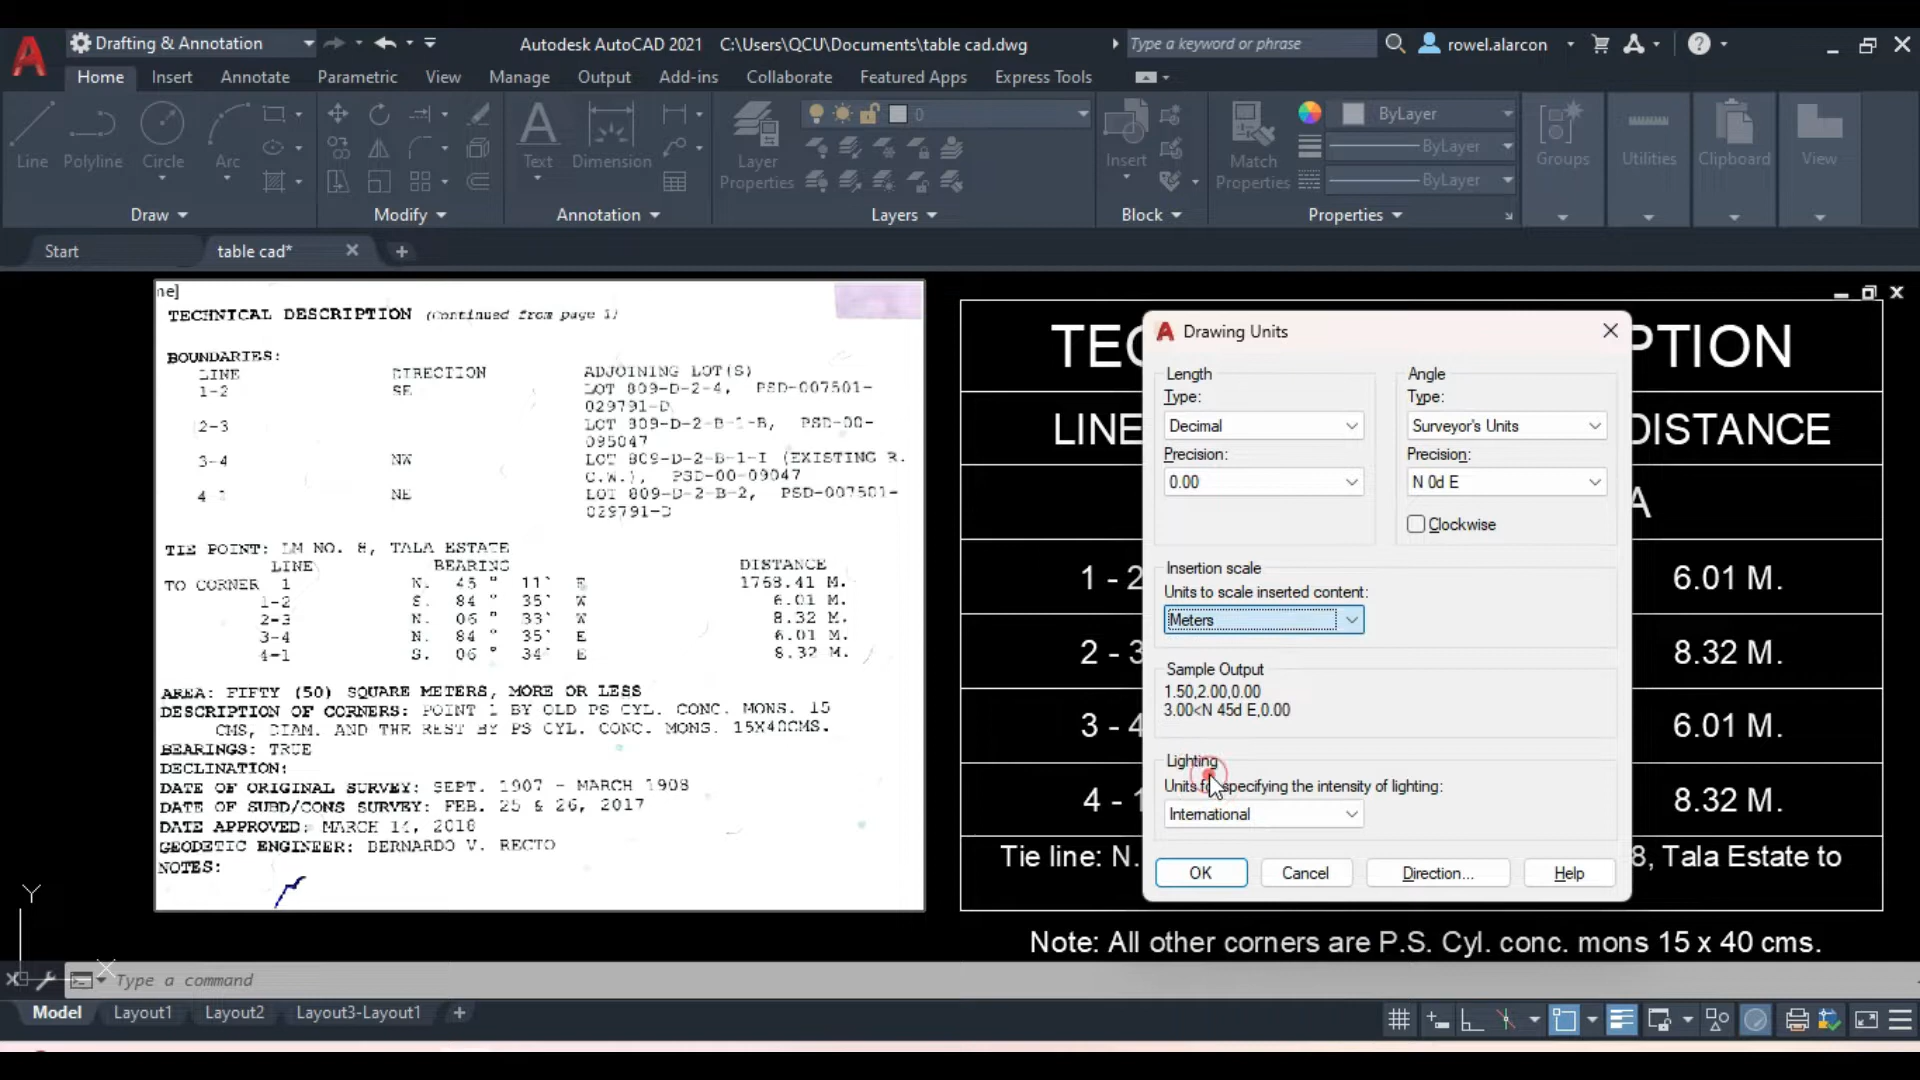 Drafting & Annotation
Autodesk AutoCAD 2021 C:\Users\QCU\Documents\table cad.dwg
Type a keyword or phrase
rowel.alarcon
Home Insert Annotate Parametric View Manage Output Add-ins Collaborate Featured Apps Express Tools
Line Polyline Circle Arc
Text Dimension
Layer Properties
0
Insert
Match Properties
ByLayer
ByLayer
ByLayer
Groups Utilities Clipboard View
Draw Modify Annotation Layers Block Properties
Start table cad*
me]
TECHNICAL DESCRIPTION (Continued from page 1)
BOUNDARIES:
LINE DIRECTION ADJOINING LOT(S)
1-2 SE LOT 809-D-2-4, PSD-007501-
029791-D
2-3 LOT 809-D-2-B-1-B, PSD-00-
095047
3-4 NW LOT 809-D-2-B-1-I (EXISTING R.
C.W.), PSD-00-09047
4-1 NE LOT 809-D-2-B-2, PSD-007501-
029791-D
TIE POINT: LM NO. 8, TALA ESTATE
LINE BEARING DISTANCE
TO CORNER 1 N. 45 ° 11` E 1768.41 M.
1-2 S. 84 ° 35` W 6.01 M.
2-3 N. 06 ° 33` W 8.32 M.
3-4 N. 84 ° 35` E 6.01 M.
4-1 S. 06 ° 34` E 8.32 M.
AREA: FIFTY (50) SQUARE METERS, MORE OR LESS
DESCRIPTION OF CORNERS: POINT 1 BY OLD PS CYL. CONC. MONS. 15
CMS, DIAM. AND THE REST BY PS CYL. CONC. MONS. 15X40CMS.
BEARINGS: TRUE
DECLINATION:
DATE OF ORIGINAL SURVEY: SEPT. 1907 - MARCH 1908
DATE OF SUBD/CONS SURVEY: FEB. 25 & 26, 2017
DATE APPROVED: MARCH 14, 2018
GEODETIC ENGINEER: BERNARDO V. RECTO
NOTES:
TEC PTION
LINE DISTANCE
A
1 - 2 6.01 M.
2 - 3 8.32 M.
3 - 4 6.01 M.
4 - 1 8.32 M.
Tie line: N. 8, Tala Estate to
Note: All other corners are P.S. Cyl. conc. mons 15 x 40 cms.
Drawing Units
Length Angle
Type: Type:
Decimal Surveyor's Units
Precision: Precision:
0.00 N 0d E
Clockwise
Insertion scale
Units to scale inserted content:
Meters
Sample Output
1.50,2.00,0.00
3.00<N 45d E,0.00
Lighting
Units for specifying the intensity of lighting:
International
OK Cancel Direction... Help
Y
X
Type a command
Model Layout1 Layout2 Layout3-Layout1